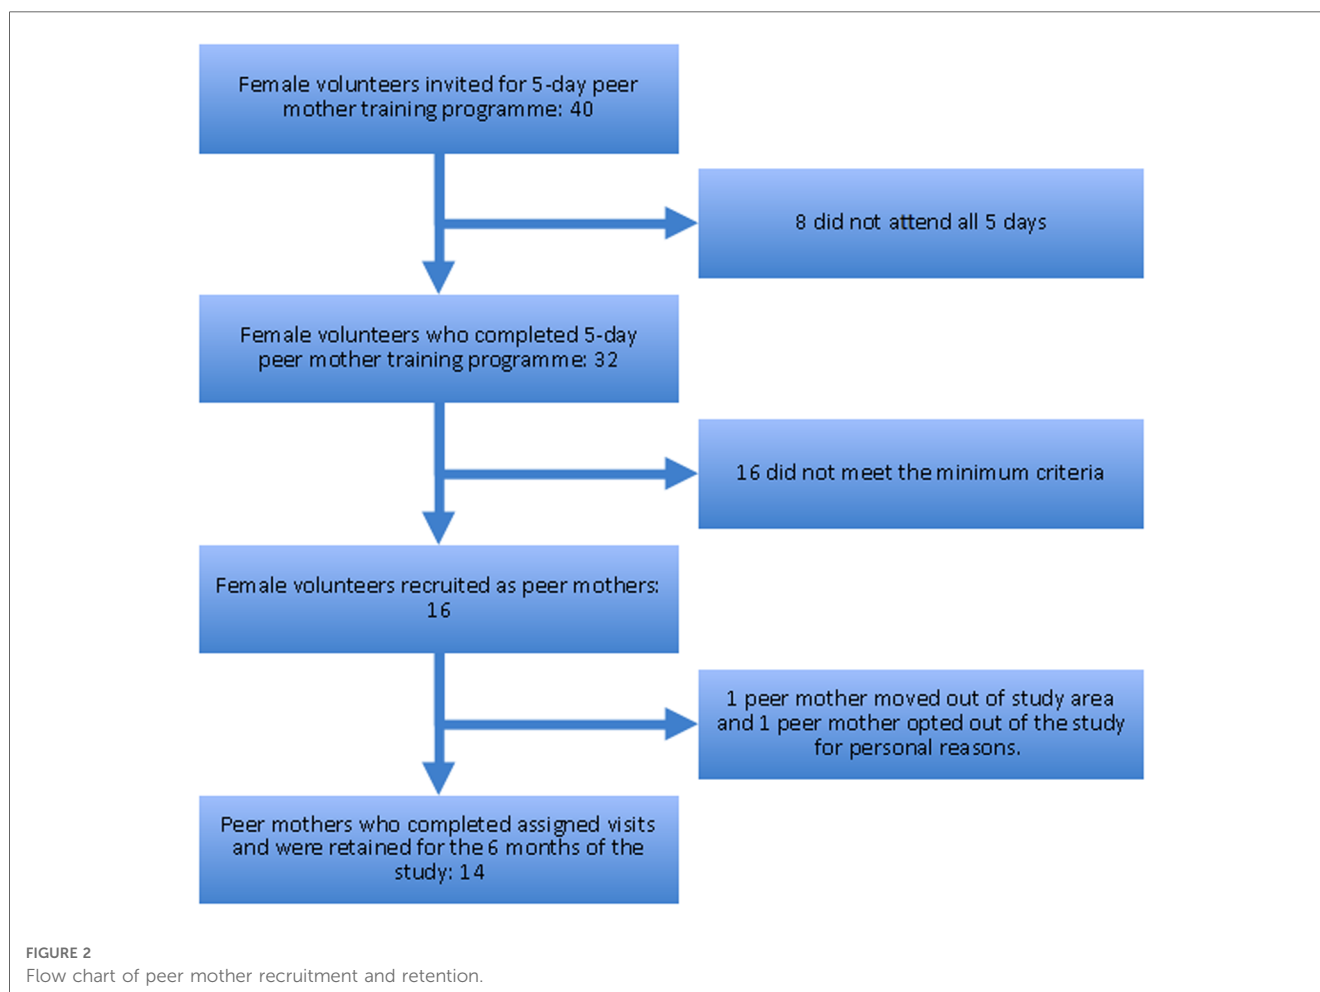 Female volunteers invited for 5-day peer
mother training programme: 40
8 did not attend all 5 days
Female volunteers who completed 5-day
peer mother training programme: 32
16 did not meet the minimum criteria
Female volunteers recruited as peer mothers:
16
1 peer mother moved out of study area
and 1 peer mother opted out of the study
for personal reasons.
Peer mothers who completed assigned visits
and were retained for the 6 months of the
study: 14
FIGURE 2
Flow chart of peer mother recruitment and retention.